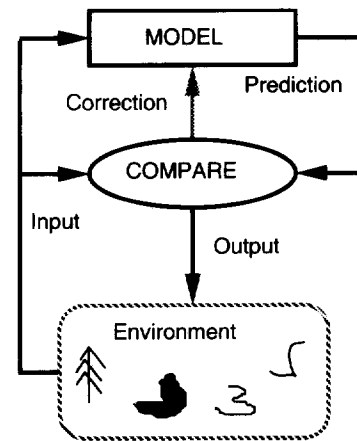 MODEL
Prediction
Correction
COMPARE
Input
Output
Environment